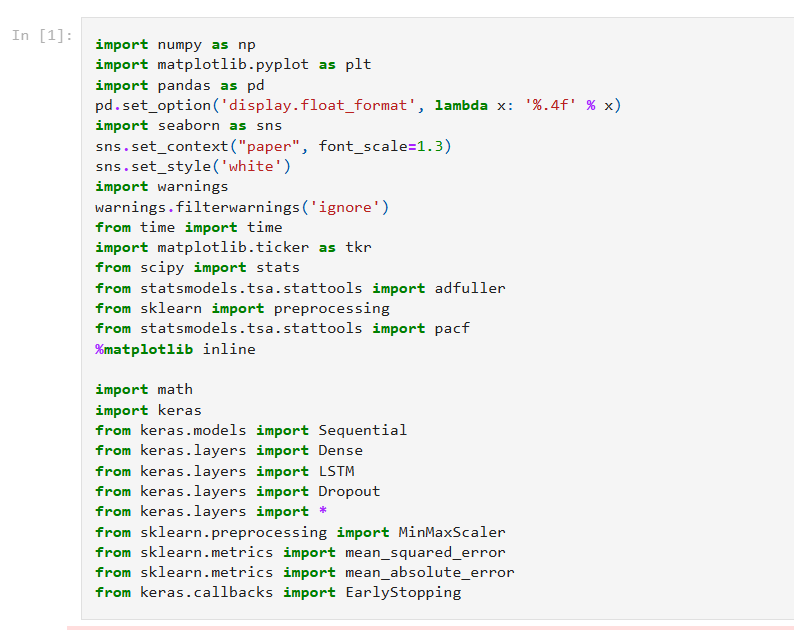 In [1]:
import numpy as np
import matplotlib.pyplot as plt
import pandas as pd
pd.set_option('display.float_format', lambda x: '%.4f' % x)
import seaborn as sns
sns.set_context("paper", font_scale=1.3)
sns.set_style('white')
import warnings
warnings.filterwarnings('ignore')
from time import time
import matplotlib.ticker as tkr
from scipy import stats
from statsmodels.tsa.stattools import adfuller
from sklearn import preprocessing
from statsmodels.tsa.stattools import pacf
%matplotlib inline

import math
import keras
from keras.models import Sequential
from keras.layers import Dense
from keras.layers import LSTM
from keras.layers import Dropout
from keras.layers import *
from sklearn.preprocessing import MinMaxScaler
from sklearn.metrics import mean_squared_error
from sklearn.metrics import mean_absolute_error
from keras.callbacks import EarlyStopping